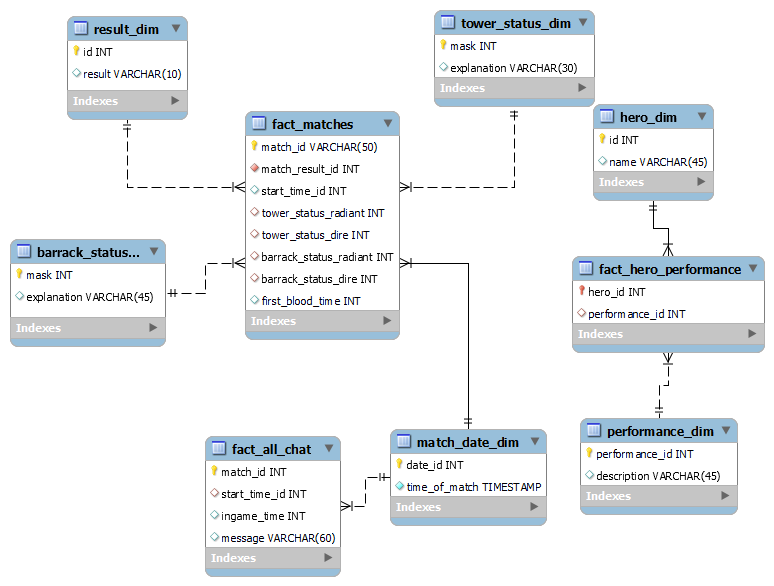 result_dim
id INT
result VARCHAR(10)
Indexes
tower_status_dim
mask INT
explanation VARCHAR(30)
Indexes
fact_matches
match_id VARCHAR(50)
match_result_id INT
start_time_id INT
tower_status_radiant INT
tower_status_dire INT
barrack_status_radiant INT
barrack_status_dire INT
first_blood_time INT
Indexes
hero_dim
id INT
name VARCHAR(45)
Indexes
barrack_status...
mask INT
explanation VARCHAR(45)
Indexes
fact_hero_performance
hero_id INT
performance_id INT
Indexes
fact_all_chat
match_id INT
start_time_id INT
ingame_time INT
message VARCHAR(60)
Indexes
match_date_dim
date_id INT
time_of_match TIMESTAMP
Indexes
performance_dim
performance_id INT
description VARCHAR(45)
Indexes